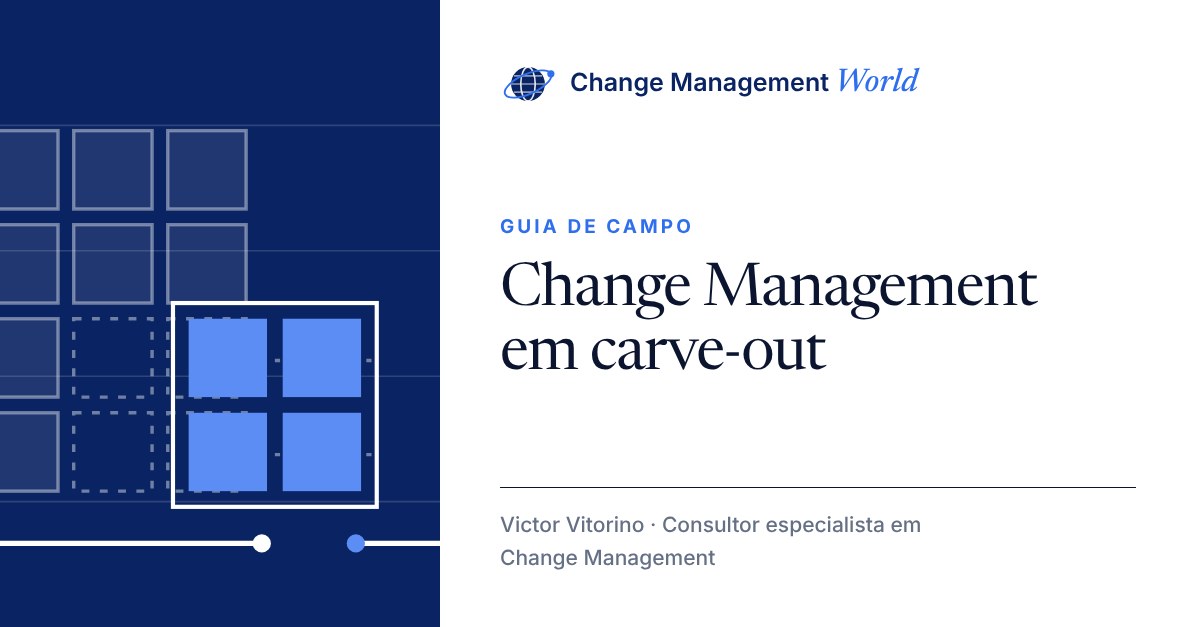 Change Management World
GUIA DE CAMPO
Change Management
em carve-out
Victor Vitorino · Consultor especialista em
Change Management